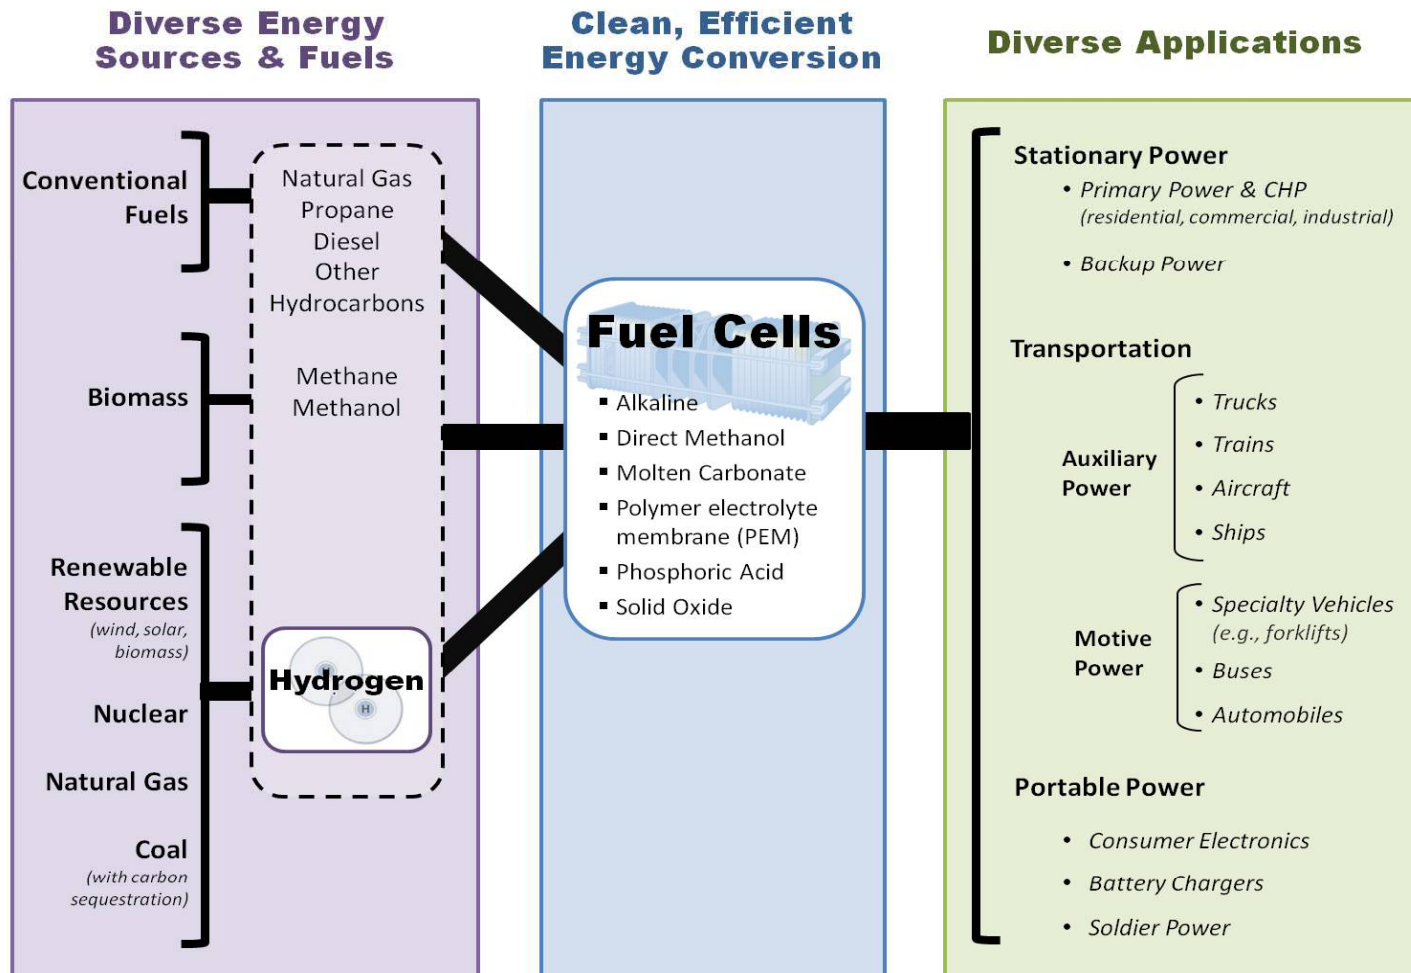 Diverse Energy
Sources & Fuels
Conventional
Fuels
Natural Gas
Propane
Diesel
Other
Hydrocarbons
Biomass
Methane
Methanol
Renewable
Resources
(wind, solar,
biomass)
Nuclear
Natural Gas
Coal
(with carbon
sequestration)
H
Hydrogen
H
Clean, Efficient
Energy Conversion
Fuel Cells
▪ Alkaline
▪ Direct Methanol
▪ Molten Carbonate
▪ Polymer electrolyte
membrane (PEM)
▪ Phosphoric Acid
▪ Solid Oxide
Diverse Applications
Stationary Power
• Primary Power & CHP
(residential, commercial, industrial)
• Backup Power
Transportation
Auxiliary
Power
• Trucks
• Trains
• Aircraft
• Ships
Motive
Power
• Specialty Vehicles
(e.g., forklifts)
• Buses
• Automobiles
Portable Power
• Consumer Electronics
• Battery Chargers
• Soldier Power